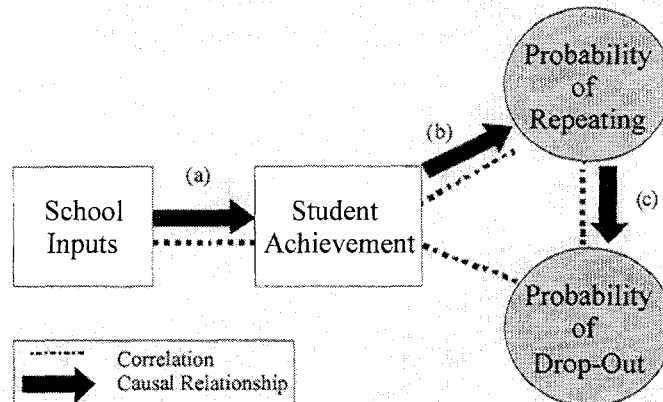 Probability
of
Repeating
(b)
(a)
School
Inputs
Student
Achievement
(c)
Probability
of
Drop-Out
Correlation
Causal Relationship